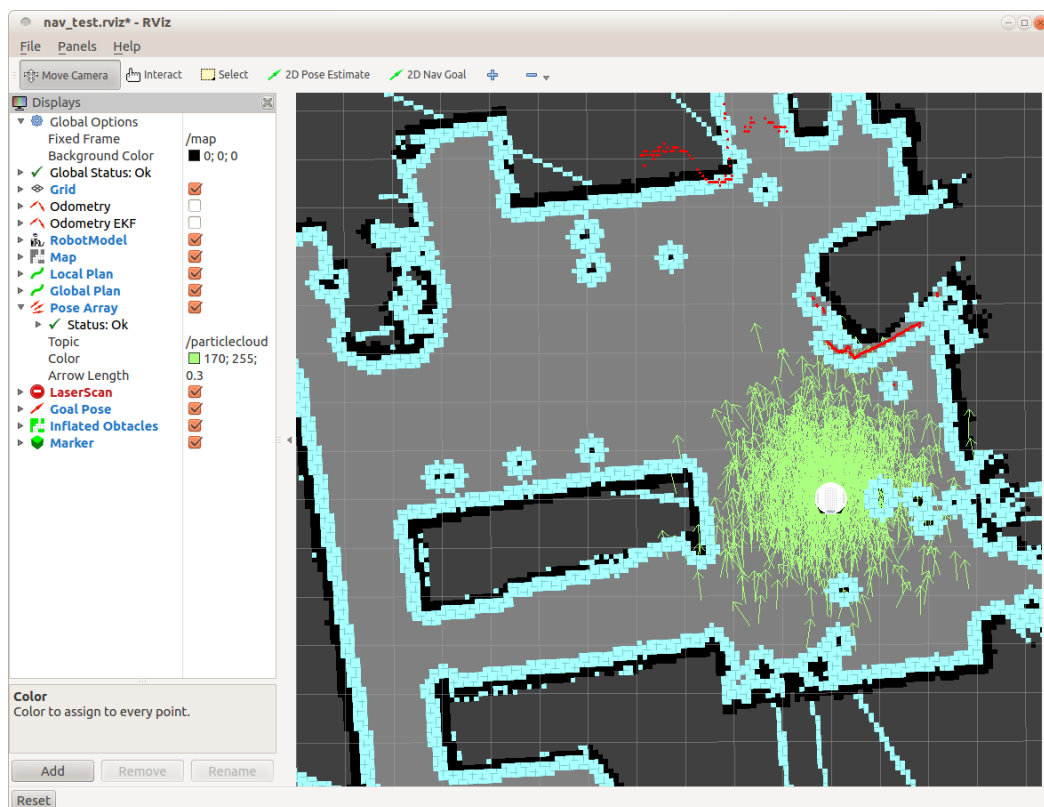 nav_test.rviz* - RViz
File Panels Help
Move Camera Interact Select 2D Pose Estimate 2D Nav Goal
Displays
Global Options
Fixed Frame /map
Background Color 0; 0; 0
Global Status: Ok
Grid
Odometry
Odometry EKF
RobotModel
Map
Local Plan
Global Plan
Pose Array
Status: Ok
Topic /particlecloud
Color 170; 255;
Arrow Length 0.3
LaserScan
Goal Pose
Inflated Obtacles
Marker
Color
Color to assign to every point.
Add Remove Rename
Reset